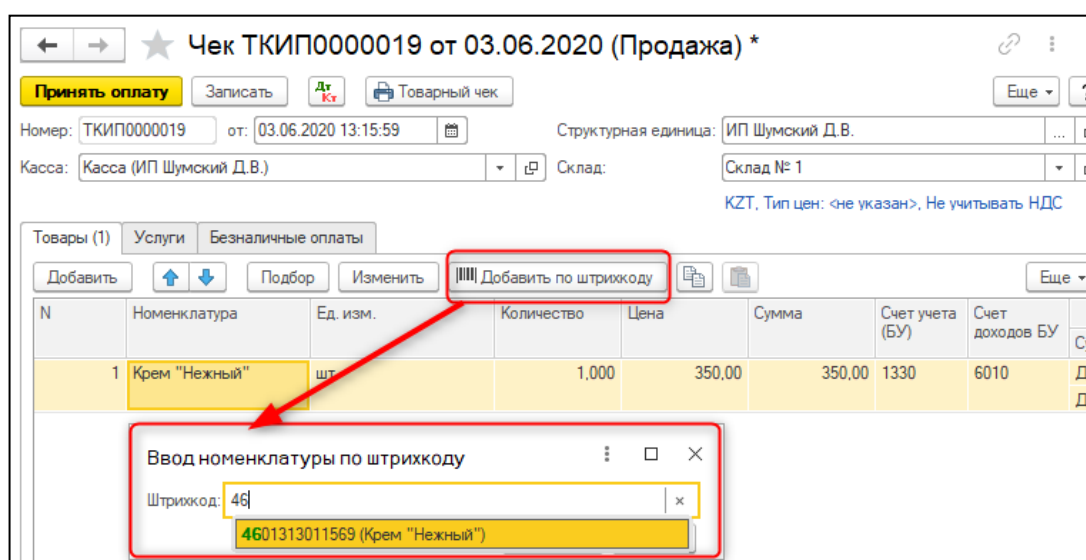 Чек ТКИП0000019 от 03.06.2020 (Продажа) *
Принять оплату Записать Дт Кт Товарный чек Еще ?
Номер: ТКИП0000019 от: 03.06.2020 13:15:59 Структурная единица: ИП Шумский Д.В. ...
Касса: Касса (ИП Шумский Д.В.) Склад: Склад № 1
KZT, Тип цен: <не указан>, Не учитывать НДС
Товары (1) Услуги Безналичные оплаты
Добавить Подбор Изменить Добавить по штрихкоду Еще
N Номенклатура Ед. изм. Количество Цена Сумма Счет учета (БУ) Счет доходов БУ
1 Крем "Нежный" шт 1,000 350,00 350,00 1330 6010
Ввод номенклатуры по штрихкоду
Штрихкод: 46
4601313011569 (Крем "Нежный")